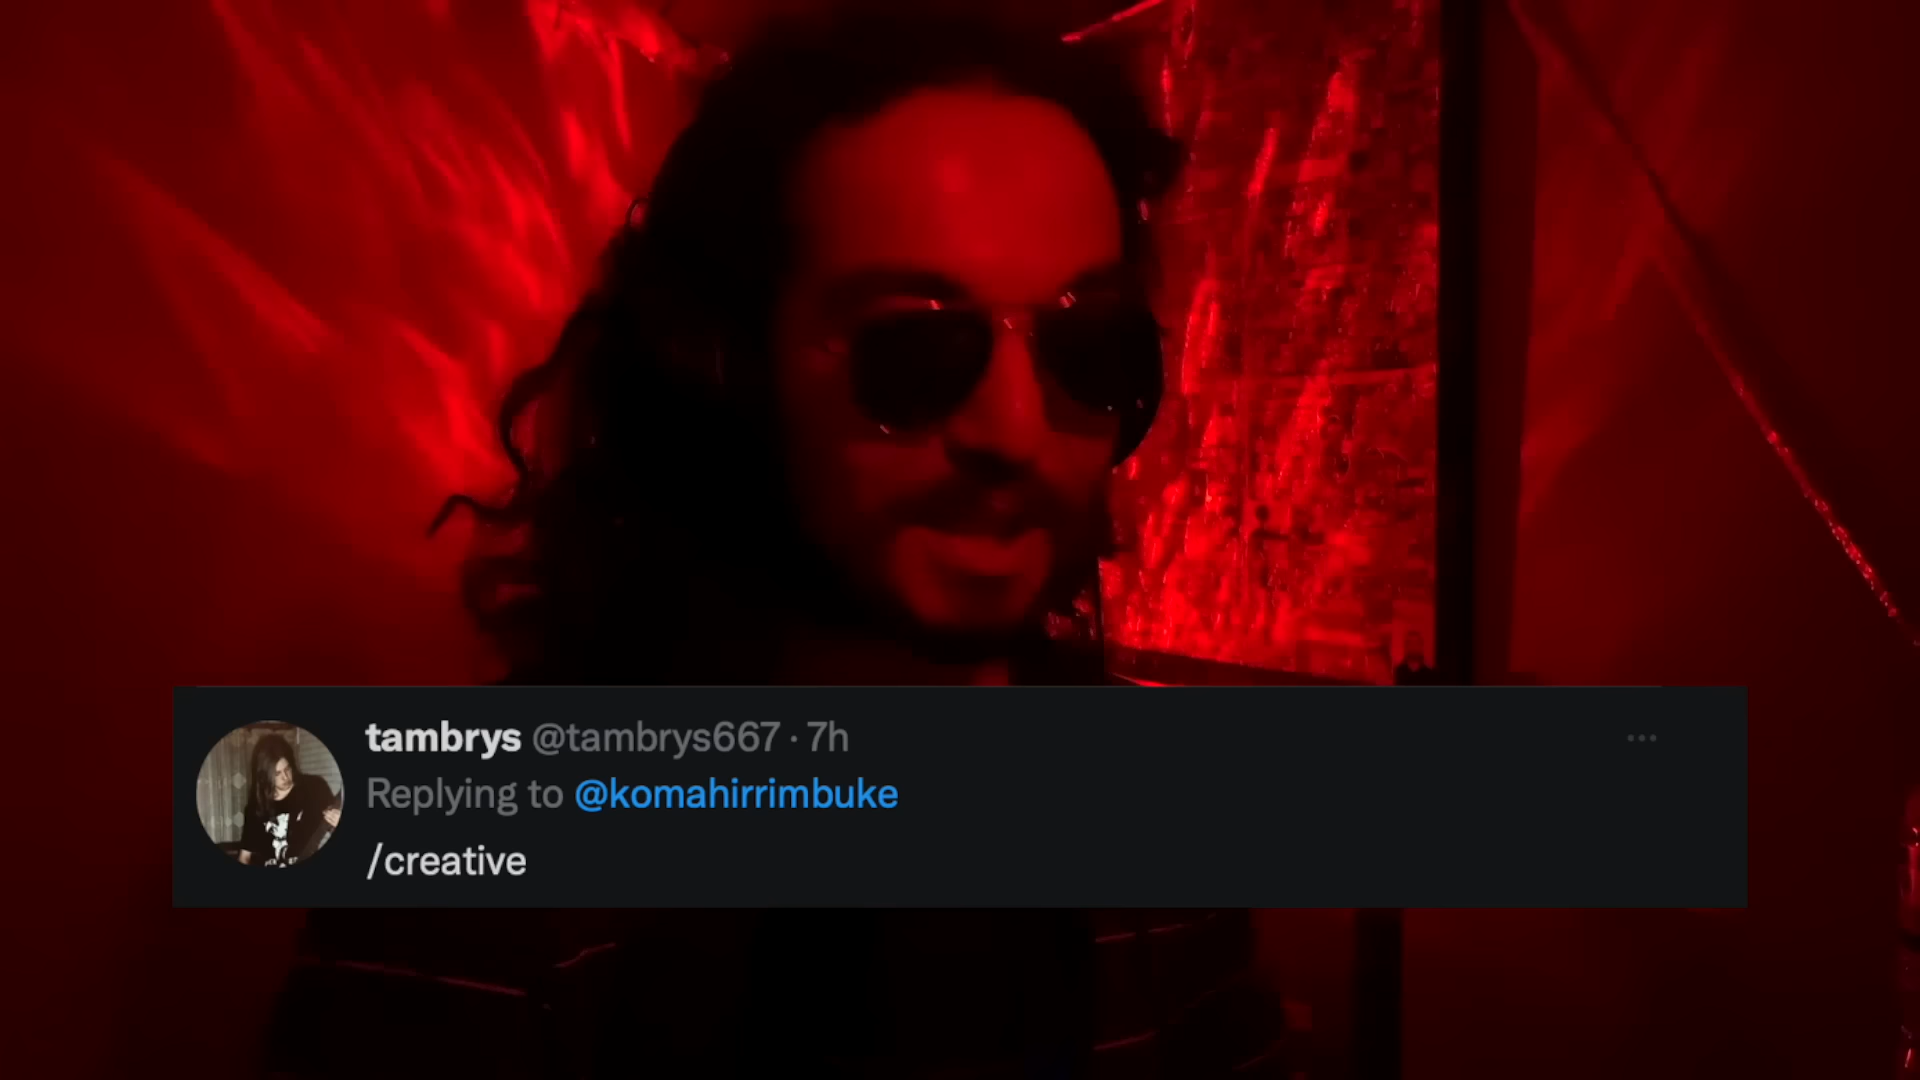 tambrys @tambrys667 · 7h
Replying to @komahirrimbuke
/creative